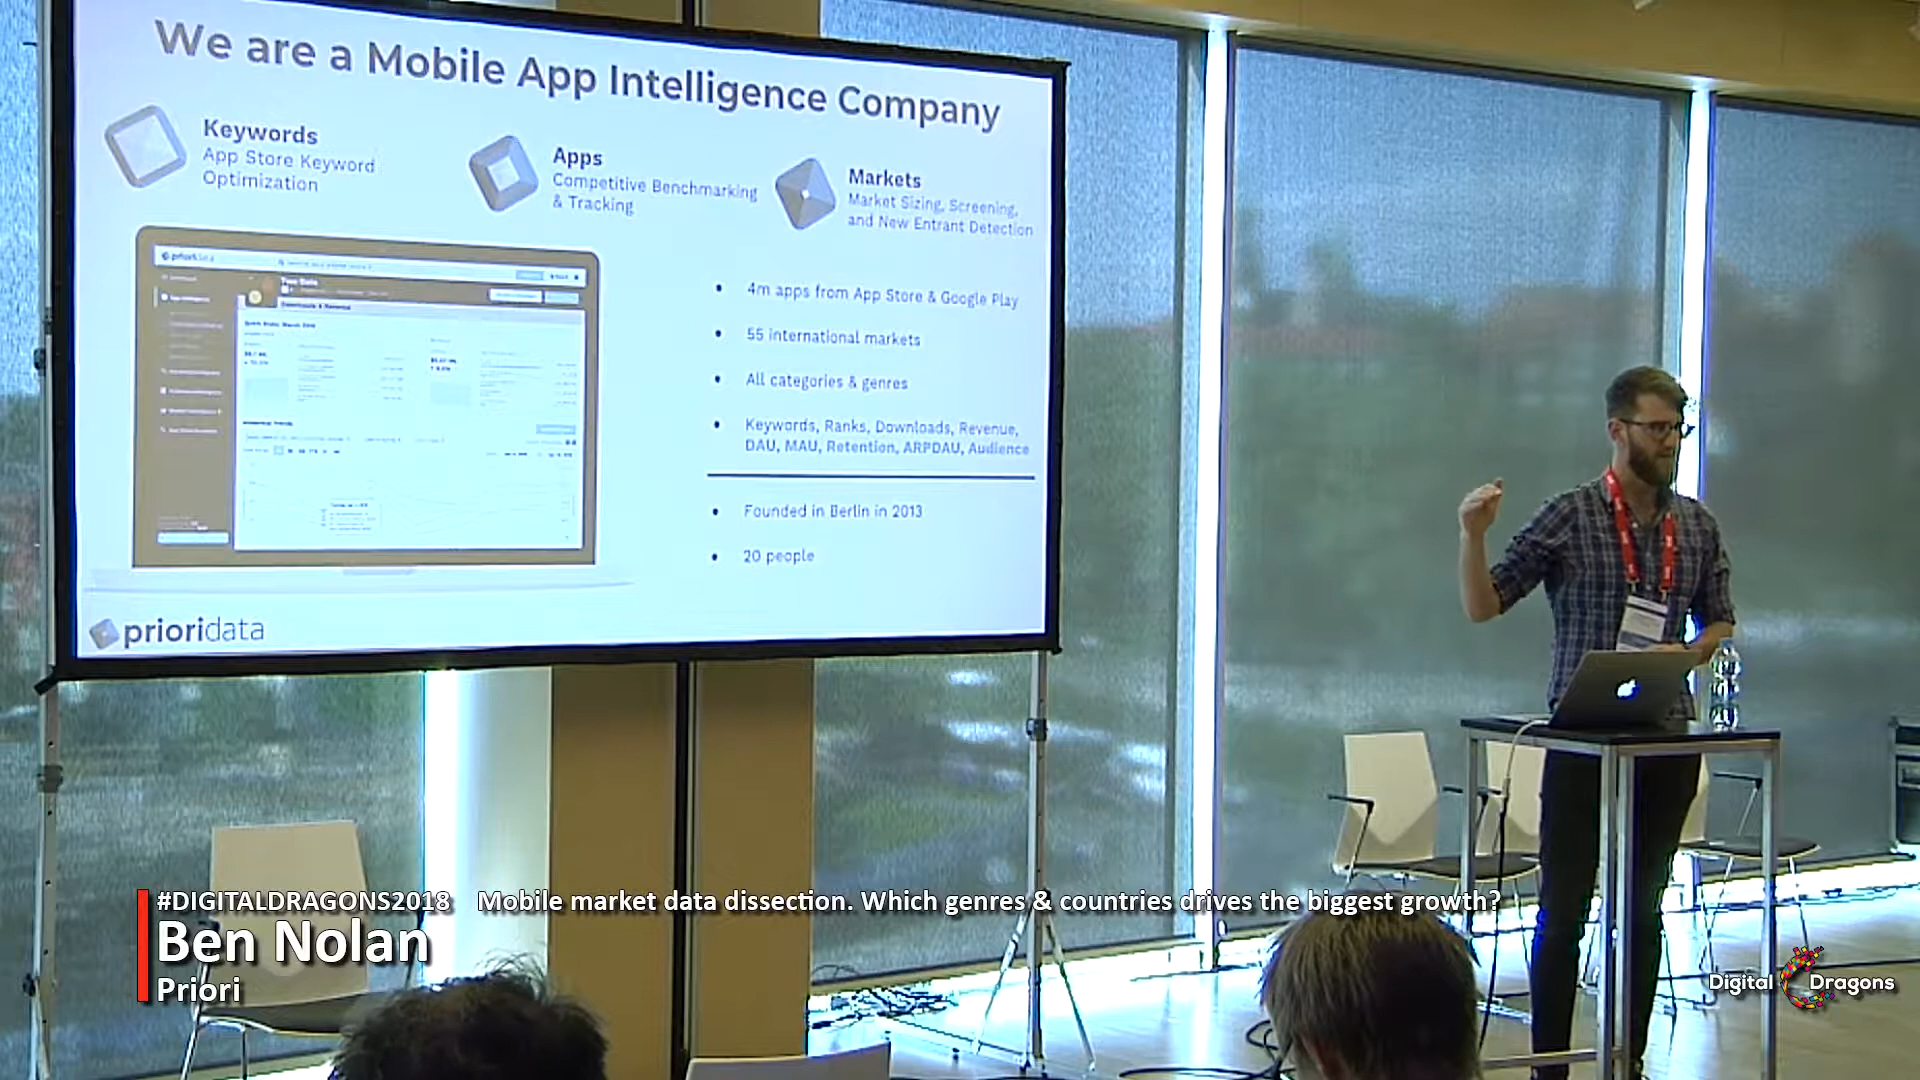 We are a Mobile App Intelligence Company
Keywords
App Store Keyword
Optimization
Apps
Competitive Benchmarking
& Tracking
Markets
Market Sizing, Screening,
and New Entrant Detection
prioridata
Downloads & Revenue
4m apps from App Store & Google Play
55 international markets
All categories & genres
Keywords, Ranks, Downloads, Revenue,
DAU, MAU, Retention, ARPDAU, Audience
Founded in Berlin in 2013
20 people
prioridata
#DIGITALDRAGONS2018 Mobile market data dissection. Which genres & countries drives the biggest growth?
Ben Nolan
Priori
Digital Dragons